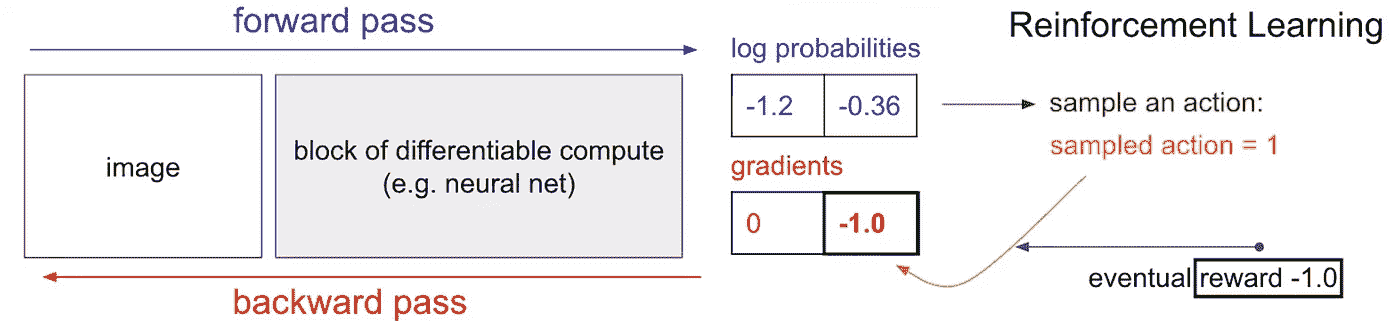 forward pass
Reinforcement Learning
log probabilities
-1.2 -0.36
sample an action:
sampled action = 1
image
block of differentiable compute
(e.g. neural net)
gradients
0 -1.0
eventual reward -1.0
backward pass